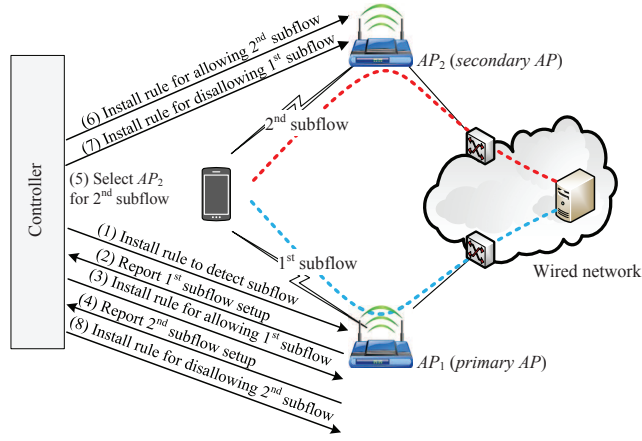 (6) Install rule for allowing 2nd subflow
(7) Install rule for disallowing 1st subflow
AP2 (secondary AP)
2nd subflow
Controller
(5) Select AP2
for 2nd subflow
(1) Install rule to detect subflow
(2) Report 1st subflow setup
(3) Install rule for allowing 1st subflow
(4) Report 2nd subflow setup
(8) Install rule for disallowing 2nd subflow
1st subflow
Wired network
AP1 (primary AP)